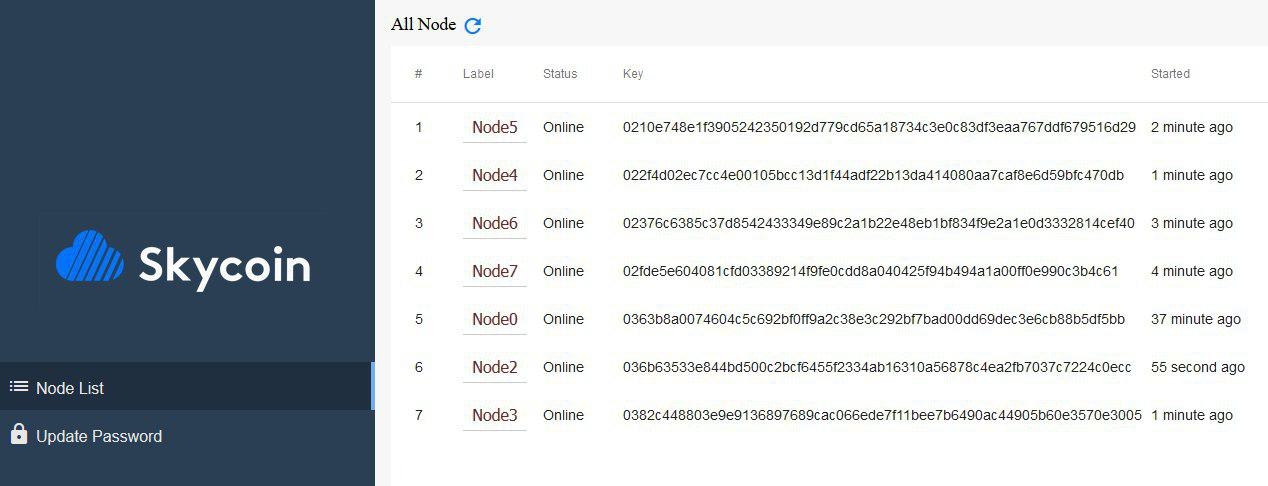 All Node
# Label Status Key Started
1 Node5 Online 0210e748e1f3905242350192d779cd65a18734c3e0c83df3eaa767ddf679516d29 2 minute ago
2 Node4 Online 022f4d02ec7cc4e00105bcc13d1f44adf22b13da414080aa7caf8e6d59bfc470db 1 minute ago
3 Node6 Online 02376c6385c37d8542433349e89c2a1b22e48eb1bf834f9e2a1e0d3332814cef40 3 minute ago
4 Node7 Online 02fde5e604081cfd03389214f9fe0cdd8a040425f94b494a1a00ff0e990c3b4c61 4 minute ago
5 Node0 Online 0363b8a0074604c5c692bf0ff9a2c38e3c292bf7bad00dd69dec3e6cb88b5df5bb 37 minute ago
6 Node2 Online 036b63533e844bd500c2bcf6455f2334ab16310a56878c4ea2fb7037c7224c0ecc 55 second ago
7 Node3 Online 0382c448803e9e9136897689cac066ede7f11bee7b6490ac44905b60e3570e3005 1 minute ago
Skycoin
Node List
Update Password